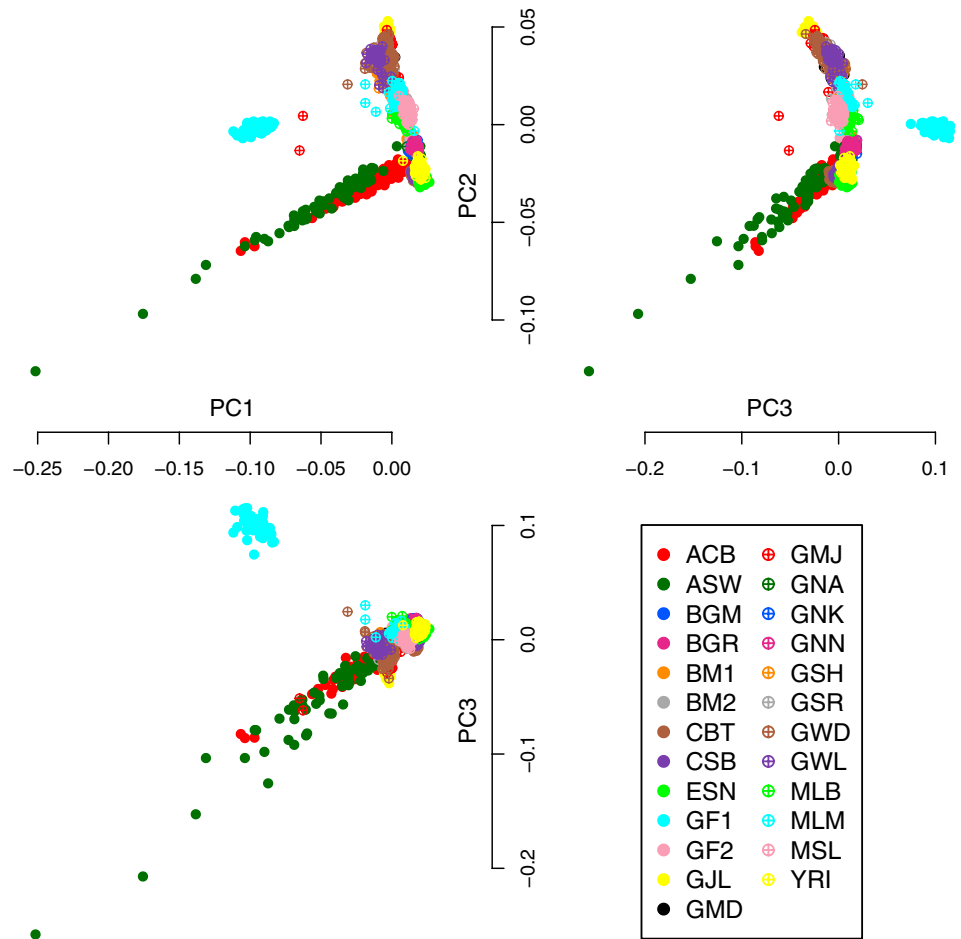 0.05
0.00
−0.05
−0.10
PC2
PC1
PC3
−0.25
−0.20
−0.15
−0.10
−0.05
0.00
−0.2
−0.1
0.0
0.1
0.1
0.0
−0.1
−0.2
PC3
ACB
ASW
BGM
BGR
BM1
BM2
CBT
CSB
ESN
GF1
GF2
GJL
GMD
GMJ
GNA
GNK
GNN
GSH
GSR
GWD
GWL
MLB
MLM
MSL
YRI